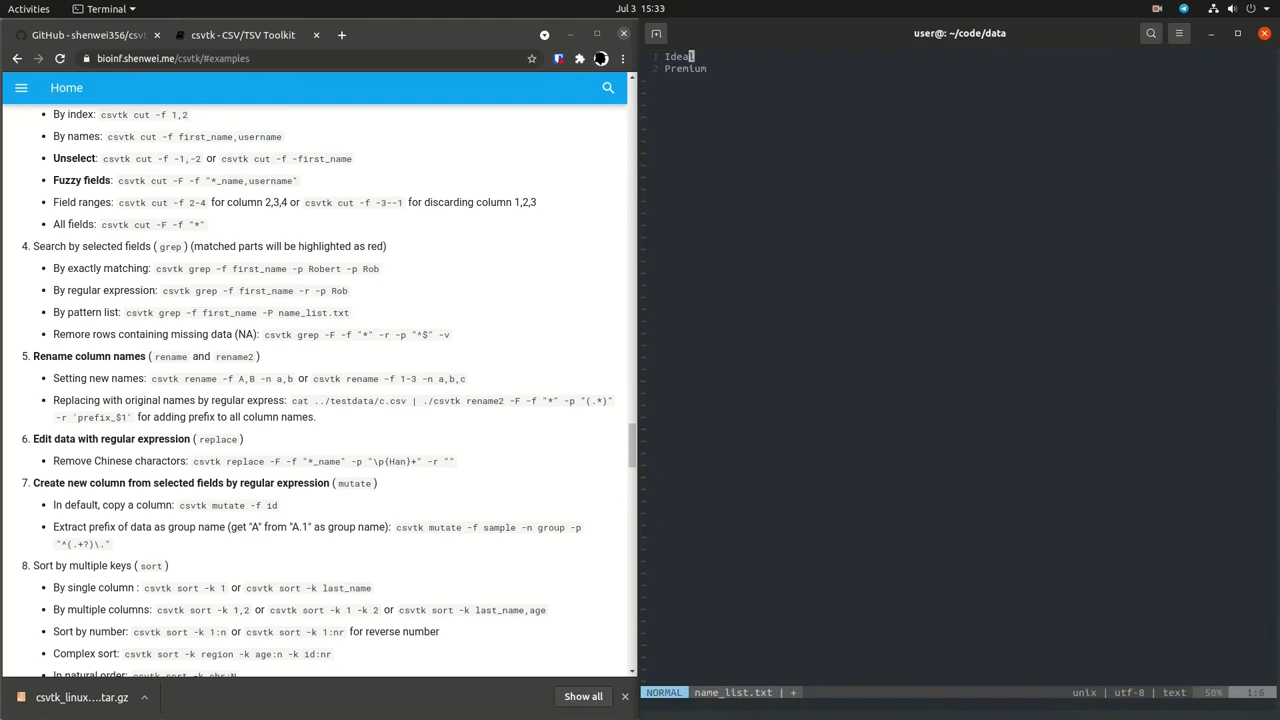 Activities
Terminal
Jul 3 15:33
GitHub - shenwei356/csv
csvtk - CSV/TSV Toolkit
bioinf.shenwei.me/csvtk/#examples
Home
By index: csvtk cut -f 1,2
By names: csvtk cut -f first_name,username
Unselect: csvtk cut -f -1,-2 or csvtk cut -f -first_name
Fuzzy fields: csvtk cut -F -f "*_name,username"
Field ranges: csvtk cut -f 2-4 for column 2,3,4 or csvtk cut -f -3--1 for discarding column 1,2,3
All fields: csvtk cut -F -f "*"
4. Search by selected fields ( grep ) (matched parts will be highlighted as red)
By exactly matching: csvtk grep -f first_name -p Robert -p Rob
By regular expression: csvtk grep -f first_name -r -p Rob
By pattern list: csvtk grep -f first_name -P name_list.txt
Remore rows containing missing data (NA): csvtk grep -F -f "*" -r -p "^$" -v
5. Rename column names ( rename and rename2 )
Setting new names: csvtk rename -f A,B -n a,b or csvtk rename -f 1-3 -n a,b,c
Replacing with original names by regular express: cat ../testdata/c.csv | ./csvtk rename2 -F -f "*" -p "(.*)"
-r 'prefix_$1' for adding prefix to all column names.
6. Edit data with regular expression ( replace )
Remove Chinese charactors: csvtk replace -F -f "*_name" -p "\p{Han}+" -r ""
7. Create new column from selected fields by regular expression ( mutate )
In default, copy a column: csvtk mutate -f id
Extract prefix of data as group name (get "A" from "A.1" as group name): csvtk mutate -f sample -n group -p
"^(.+?)\."
8. Sort by multiple keys ( sort )
By single column : csvtk sort -k 1 or csvtk sort -k last_name
By multiple columns: csvtk sort -k 1,2 or csvtk sort -k 1 -k 2 or csvtk sort -k last_name,age
Sort by number: csvtk sort -k 1:n or csvtk sort -k 1:nr for reverse number
Complex sort: csvtk sort -k region -k age:n -k id:nr
In natural order: csvtk sort -k chr:N
csvtk_linux....tar.gz
Show all
user@: ~/code/data
1 Ideal
2 Premium
NORMAL name_list.txt | + unix | utf-8 | text 50% 1:6